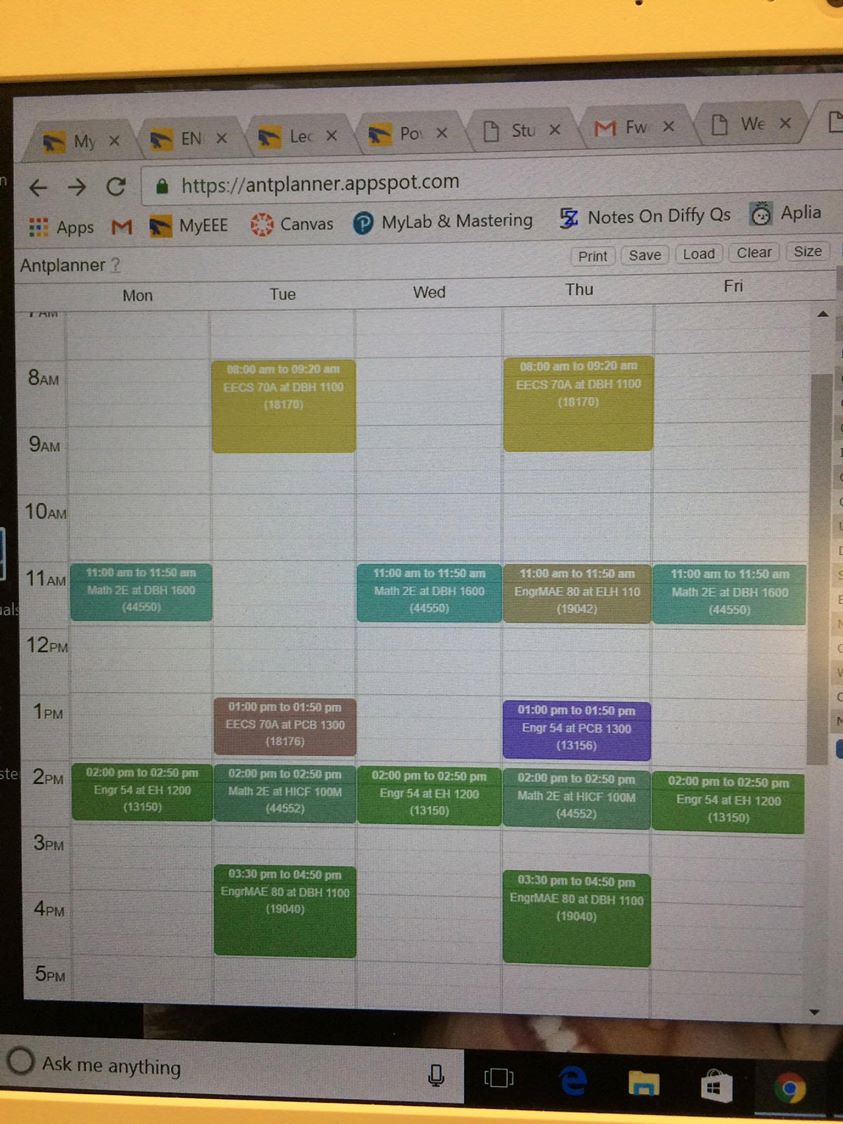 My
EN
Lec
Pov
Stu
Fw
We
https://antplanner.appspot.com
Apps
MyEEE
Canvas
MyLab & Mastering
Notes On Diffy Qs
Aplia
Antplanner ?
Print
Save
Load
Clear
Size
Mon
Tue
Wed
Thu
Fri
7AM
8AM
08:00 am to 09:20 am
EECS 70A at DBH 1100
(18170)
08:00 am to 09:20 am
EECS 70A at DBH 1100
(18170)
9AM
10AM
11AM
11:00 am to 11:50 am
Math 2E at DBH 1600
(44550)
11:00 am to 11:50 am
Math 2E at DBH 1600
(44550)
11:00 am to 11:50 am
EngrMAE 80 at ELH 110
(19042)
11:00 am to 11:50 am
Math 2E at DBH 1600
(44550)
12PM
1PM
01:00 pm to 01:50 pm
EECS 70A at PCB 1300
(18176)
01:00 pm to 01:50 pm
Engr 54 at PCB 1300
(13156)
2PM
02:00 pm to 02:50 pm
Engr 54 at EH 1200
(13150)
02:00 pm to 02:50 pm
Math 2E at HICF 100M
(44552)
02:00 pm to 02:50 pm
Engr 54 at EH 1200
(13150)
02:00 pm to 02:50 pm
Math 2E at HICF 100M
(44552)
02:00 pm to 02:50 pm
Engr 54 at EH 1200
(13150)
3PM
03:30 pm to 04:50 pm
EngrMAE 80 at DBH 1100
(19040)
03:30 pm to 04:50 pm
EngrMAE 80 at DBH 1100
(19040)
4PM
5PM
Ask me anything